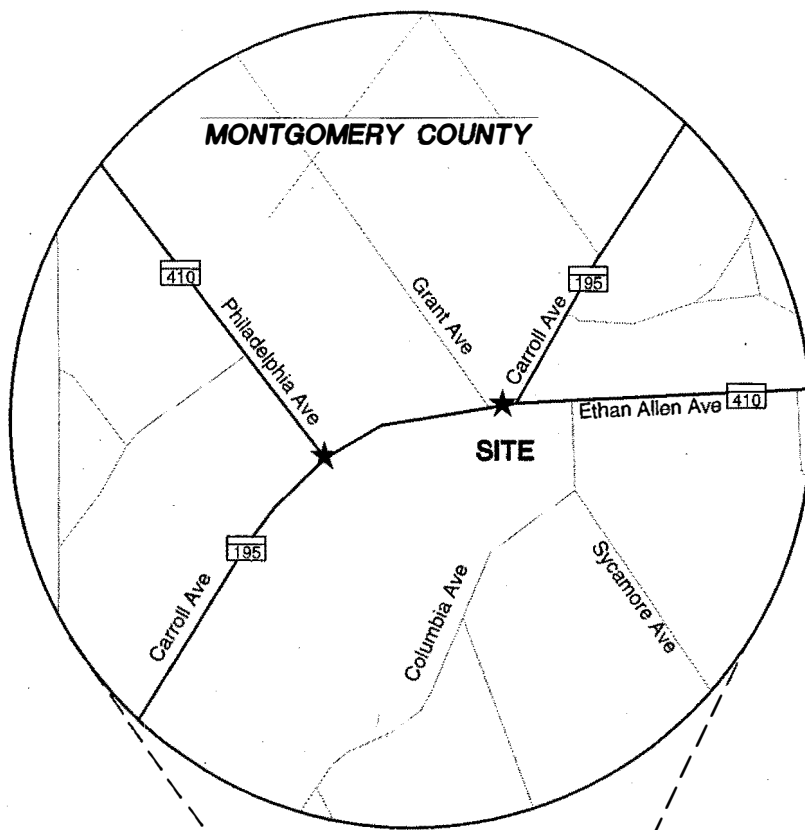 MONTGOMERY COUNTY
410
195
Philadelphia Ave
Grant Ave
Carroll Ave
Ethan Allen Ave
410
SITE
195
Carroll Ave
Columbia Ave
Sycamore Ave